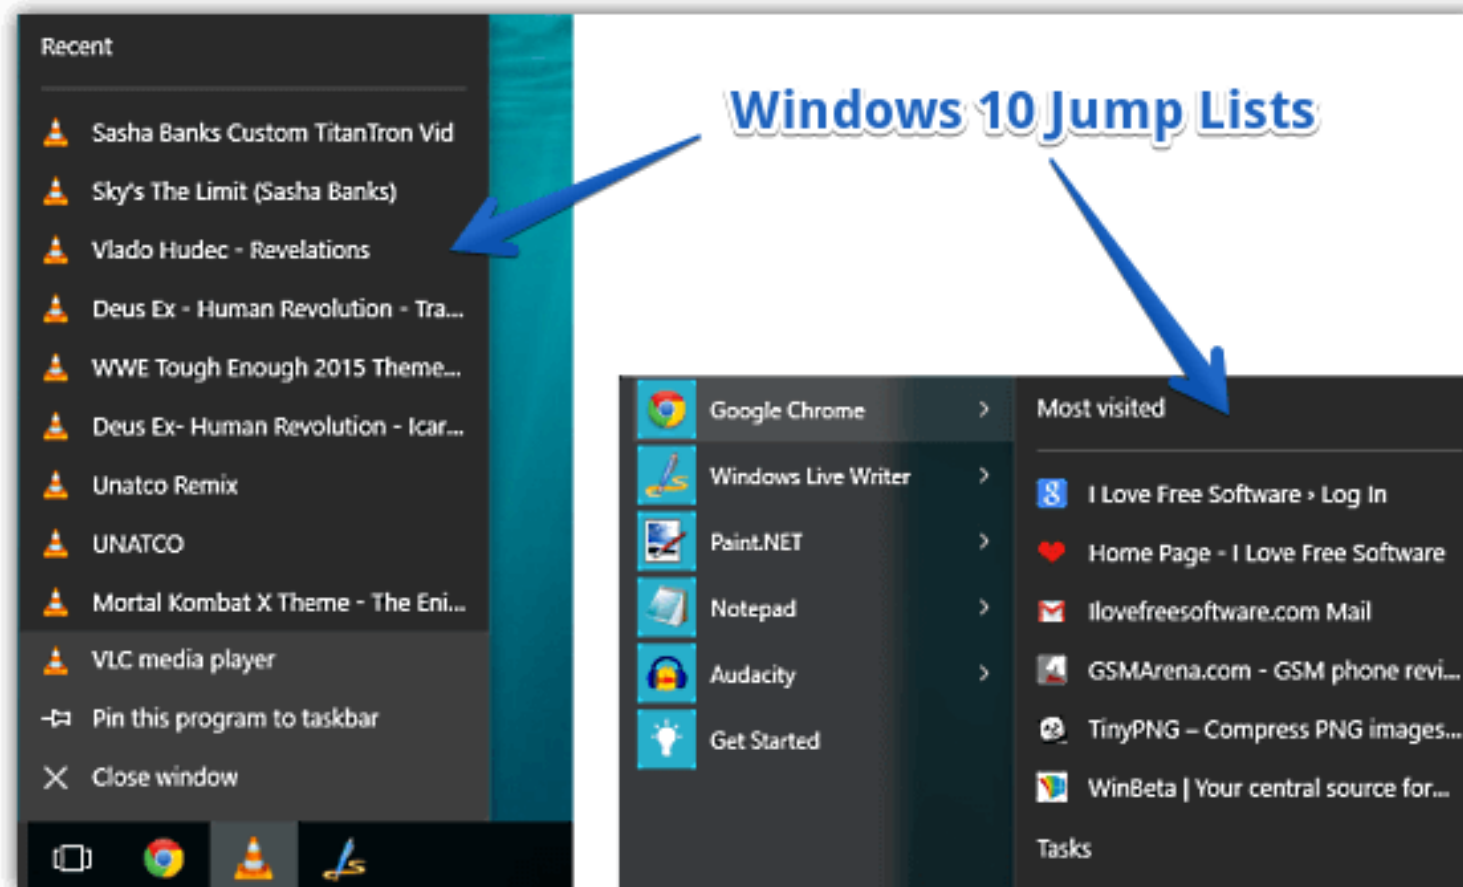 Recent
Sasha Banks Custom TitanTron Vid
Sky's The Limit (Sasha Banks)
Vlado Hudec - Revelations
Deus Ex - Human Revolution - Tra...
WWE Tough Enough 2015 Theme...
Deus Ex- Human Revolution - Icar...
Unatco Remix
UNATCO
Mortal Kombat X Theme - The Eni...
VLC media player
Pin this program to taskbar
Close window
Windows 10 Jump Lists
Google Chrome
Windows Live Writer
Paint.NET
Notepad
Audacity
Get Started
Most visited
I Love Free Software › Log In
Home Page - I Love Free Software
Ilovefreesoftware.com Mail
GSMArena.com - GSM phone revi...
TinyPNG – Compress PNG images...
WinBeta | Your central source for...
Tasks